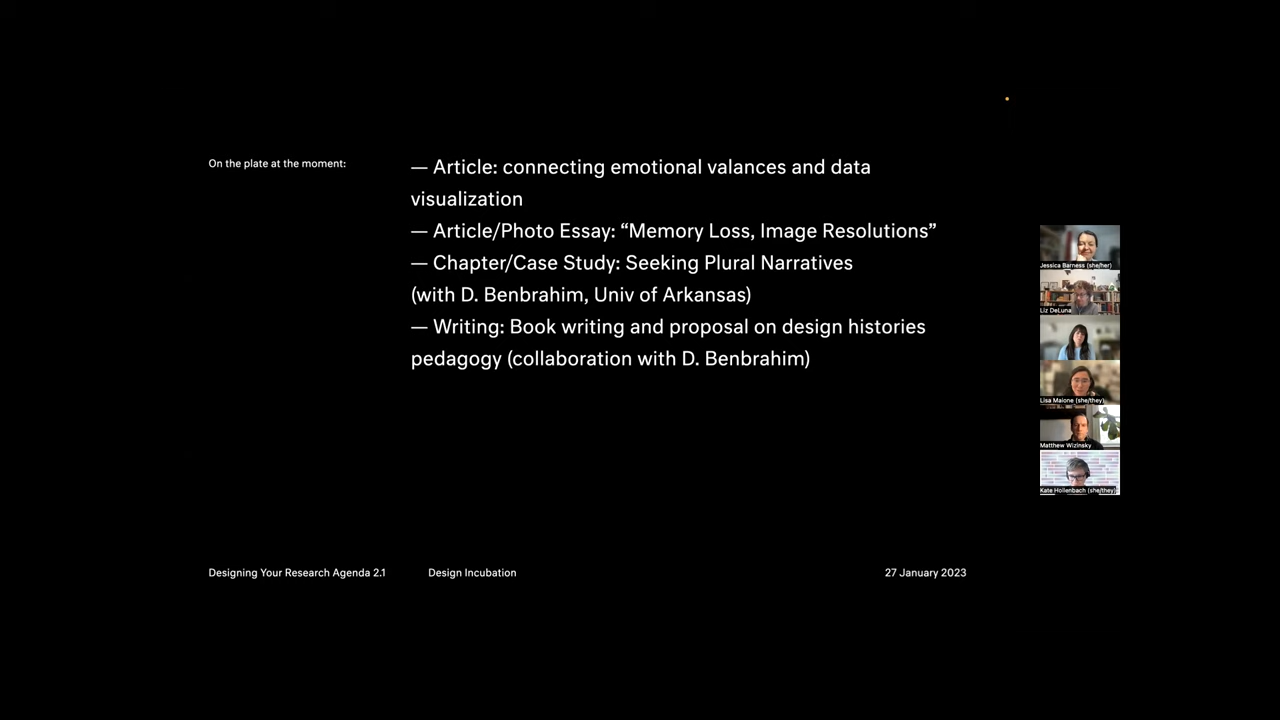 On the plate at the moment:
— Article: connecting emotional valances and data
visualization
— Article/Photo Essay: “Memory Loss, Image Resolutions”
— Chapter/Case Study: Seeking Plural Narratives
(with D. Benbrahim, Univ of Arkansas)
— Writing: Book writing and proposal on design histories
pedagogy (collaboration with D. Benbrahim)
Jessica Barness (she/her)
Liz DeLuna
Lisa Maione (she/they)
Matthew Wizinsky
Kate Hollenbach (she/they)
Designing Your Research Agenda 2.1
Design Incubation
27 January 2023